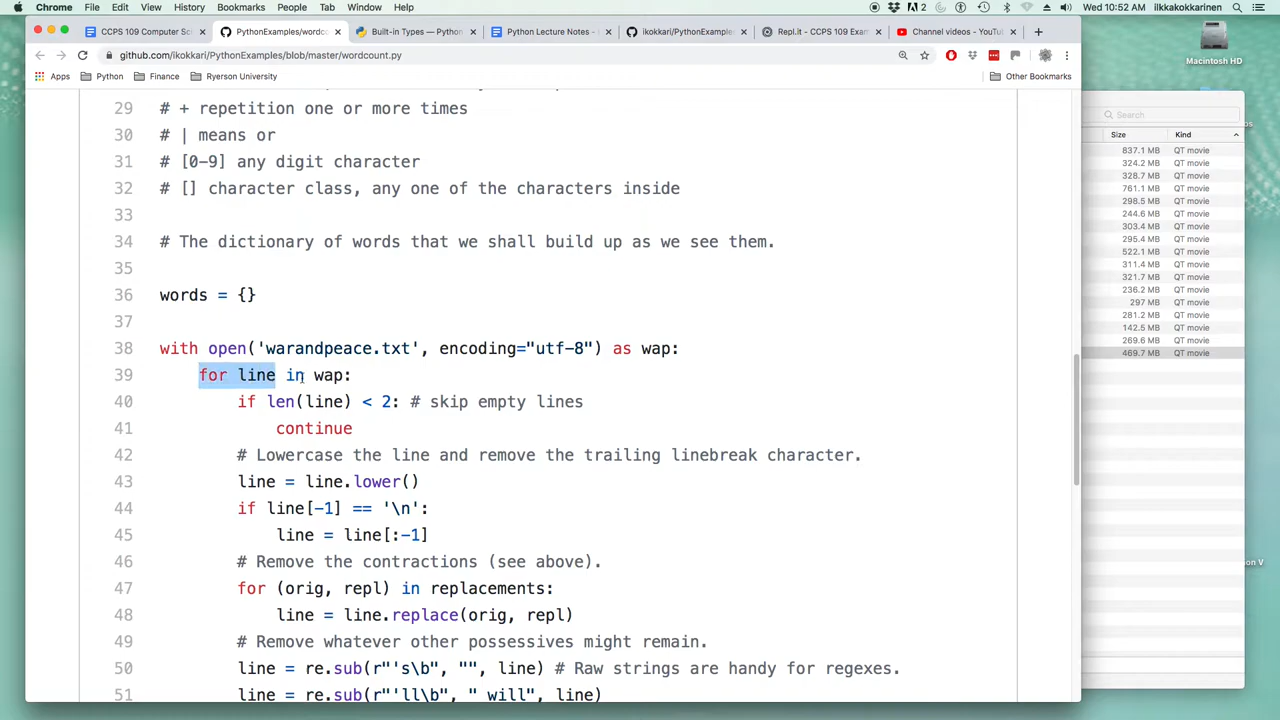 Chrome File Edit View History Bookmarks People Tab Window Help
2 Wed 10:52 AM ilkkakokkarinen
CCPS 109 Computer Sc
PythonExamples/wordco
Built-in Types — Python
Python Lecture Notes – D
ikokkari/PythonExamples
Repl.it - CCPS 109 Exam
Channel videos - YouTu
github.com/ikokkari/PythonExamples/blob/master/wordcount.py
Apps Python Finance Ryerson University Other Bookmarks
Macintosh HD
Search
Size Kind
837.1 MB QT movie
324.2 MB QT movie
328.7 MB QT movie
761.1 MB QT movie
298.5 MB QT movie
244.6 MB QT movie
303.4 MB QT movie
295.4 MB QT movie
522.1 MB QT movie
311.4 MB QT movie
321.7 MB QT movie
236.2 MB QT movie
297 MB QT movie
281.2 MB QT movie
142.5 MB QT movie
269.6 MB QT movie
469.7 MB QT movie
29 # + repetition one or more times
30 # | means or
31 # [0-9] any digit character
32 # [] character class, any one of the characters inside
33
34 # The dictionary of words that we shall build up as we see them.
35
36 words = {}
37
38 with open('warandpeace.txt', encoding="utf-8") as wap:
39 for line in wap:
40 if len(line) < 2: # skip empty lines
41 continue
42 # Lowercase the line and remove the trailing linebreak character.
43 line = line.lower()
44 if line[-1] == '\n':
45 line = line[:-1]
46 # Remove the contractions (see above).
47 for (orig, repl) in replacements:
48 line = line.replace(orig, repl)
49 # Remove whatever other possessives might remain.
50 line = re.sub(r"'s\b", "", line) # Raw strings are handy for regexes.
51 line = re.sub(r"'ll\b", " will", line)